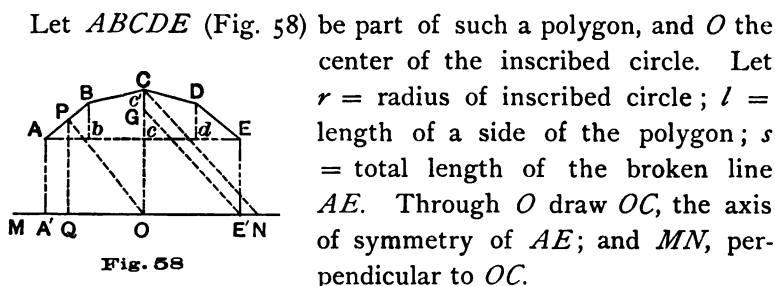 Let ABCDE (Fig. 58) be part of such a polygon, and O the
center of the inscribed circle. Let
r = radius of inscribed circle; l =
length of a side of the polygon; s
= total length of the broken line
AE. Through O draw OC, the axis
of symmetry of AE; and MN, per-
pendicular to OC.
C
B D
P c'
G
A b c d E
M A' Q O E' N
Fig. 58